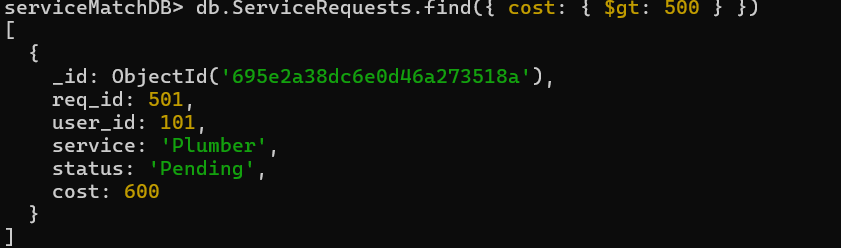 serviceMatchDB> db.ServiceRequests.find({ cost: { $gt: 500 } })
[
  {
    _id: ObjectId('695e2a38dc6e0d46a273518a'),
    req_id: 501,
    user_id: 101,
    service: 'Plumber',
    status: 'Pending',
    cost: 600
  }
]